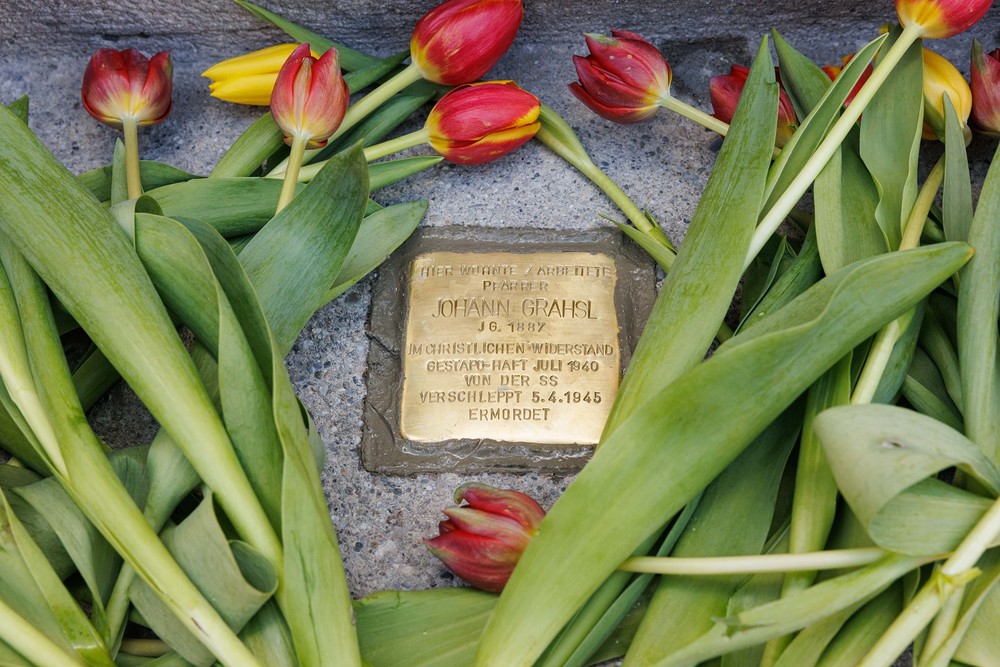 HIER WOHNTE / ARBEITETE
PFARRER
JOHANN GRAHSL
JG. 1887
IM CHRISTLICHEN WIDERSTAND
GESTAPO-HAFT JULI 1940
VON DER SS
VERSCHLEPPT 5.4.1945
ERMORDET